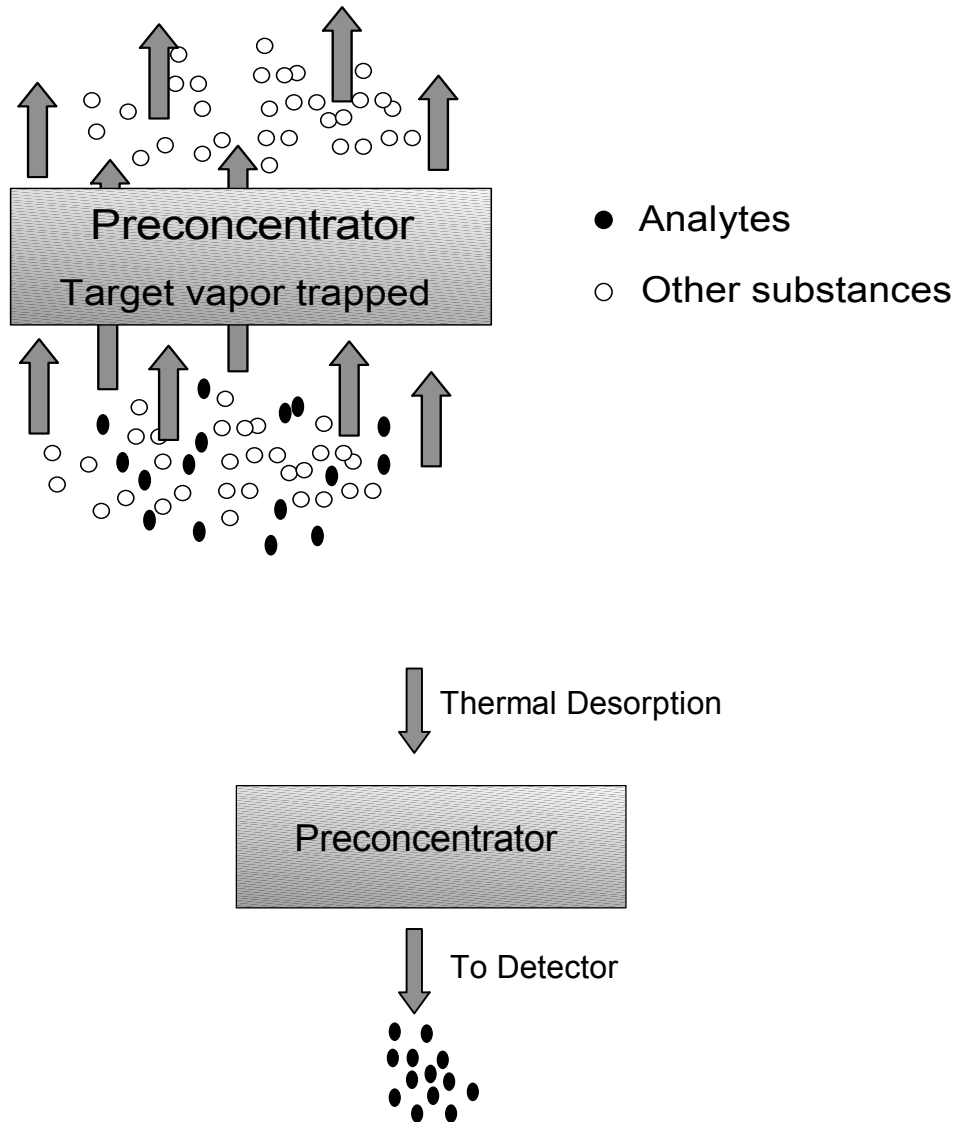 Preconcentrator
Target vapor trapped
Analytes
Other substances
Thermal Desorption
Preconcentrator
To Detector